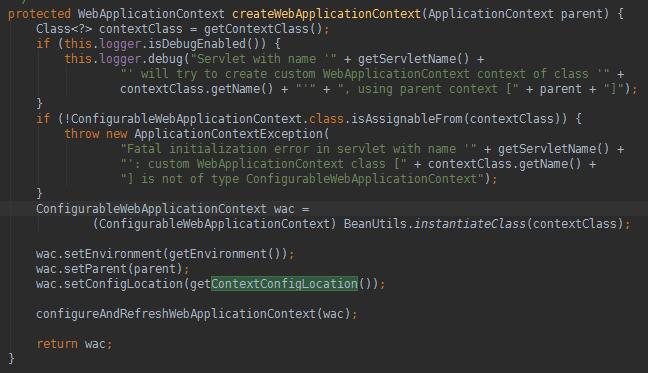 protected WebApplicationContext createWebApplicationContext(ApplicationContext parent) {
    Class<?> contextClass = getContextClass();
    if (this.logger.isDebugEnabled()) {
        this.logger.debug("Servlet with name '" + getServletName() +
                "' will try to create custom WebApplicationContext context of class '" +
                contextClass.getName() + "'" + ", using parent context [" + parent + "]");
    }
    if (!ConfigurableWebApplicationContext.class.isAssignableFrom(contextClass)) {
        throw new ApplicationContextException(
                "Fatal initialization error in servlet with name '" + getServletName() +
                "': custom WebApplicationContext class [" + contextClass.getName() +
                "] is not of type ConfigurableWebApplicationContext");
    }
    ConfigurableWebApplicationContext wac =
            (ConfigurableWebApplicationContext) BeanUtils.instantiateClass(contextClass);

    wac.setEnvironment(getEnvironment());
    wac.setParent(parent);
    wac.setConfigLocation(getContextConfigLocation());

    configureAndRefreshWebApplicationContext(wac);

    return wac;
}